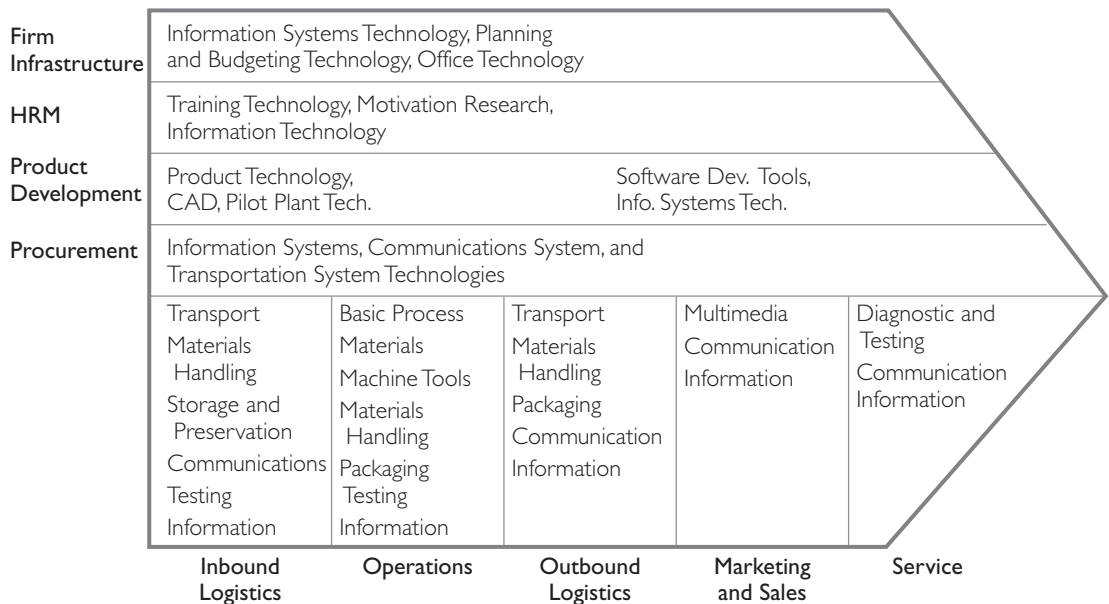 Firm
Infrastructure
Information Systems Technology, Planning
and Budgeting Technology, Office Technology
HRM
Training Technology, Motivation Research,
Information Technology
Product
Development
Product Technology,
CAD, Pilot Plant Tech.
Software Dev. Tools,
Info. Systems Tech.
Procurement
Information Systems, Communications System, and
Transportation System Technologies
Transport
Materials
Handling
Storage and
Preservation
Communications
Testing
Information
Basic Process
Materials
Machine Tools
Materials
Handling
Packaging
Testing
Information
Transport
Materials
Handling
Packaging
Communication
Information
Multimedia
Communication
Information
Diagnostic and
Testing
Communication
Information
Inbound
Logistics
Operations
Outbound
Logistics
Marketing
and Sales
Service